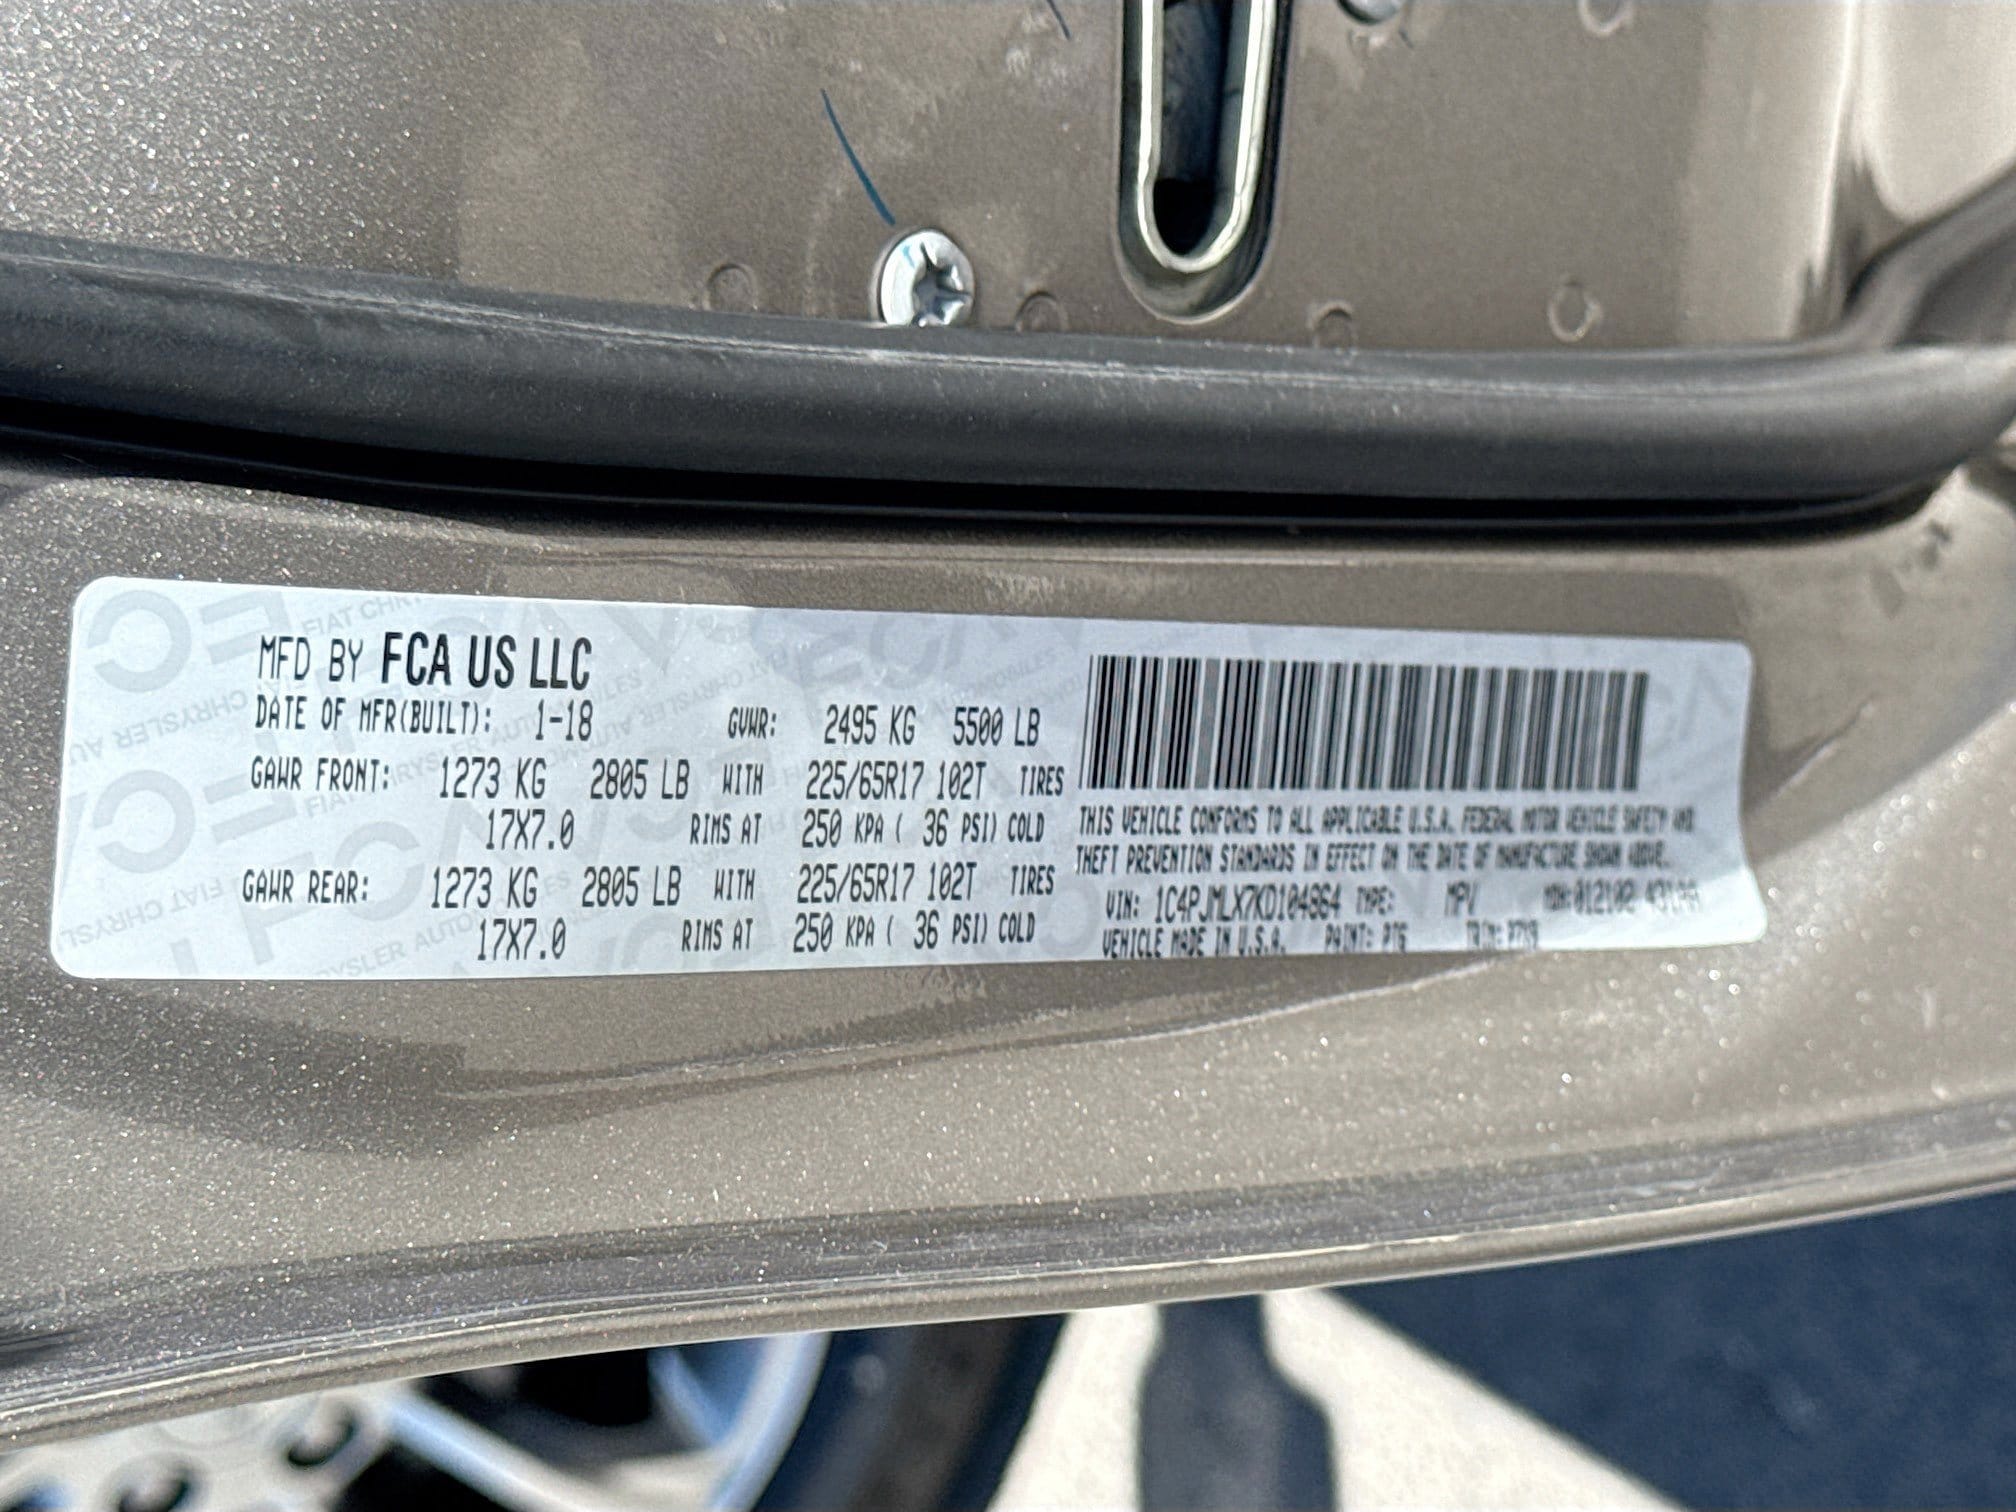 MFD BY FCA US LLC
DATE OF MFR(BUILT): 1-18 GVWR: 2495 KG 5500 LB
GAWR FRONT: 1273 KG 2805 LB WITH 225/65R17 102T TIRES
17X7.0 RIMS AT 250 KPA ( 36 PSI) COLD
GAWR REAR: 1273 KG 2805 LB WITH 225/65R17 102T TIRES
17X7.0 RIMS AT 250 KPA ( 36 PSI) COLD
THIS VEHICLE CONFORMS TO ALL APPLICABLE U.S.A. FEDERAL MOTOR VEHICLE SAFETY AND
THEFT PREVENTION STANDARDS IN EFFECT ON THE DATE OF MANUFACTURE SHOWN ABOVE.
VIN: 1C4PJMLX7KD104864 TYPE: MPV MDH:012102
VEHICLE MADE IN U.S.A. PAINT: TRIM: